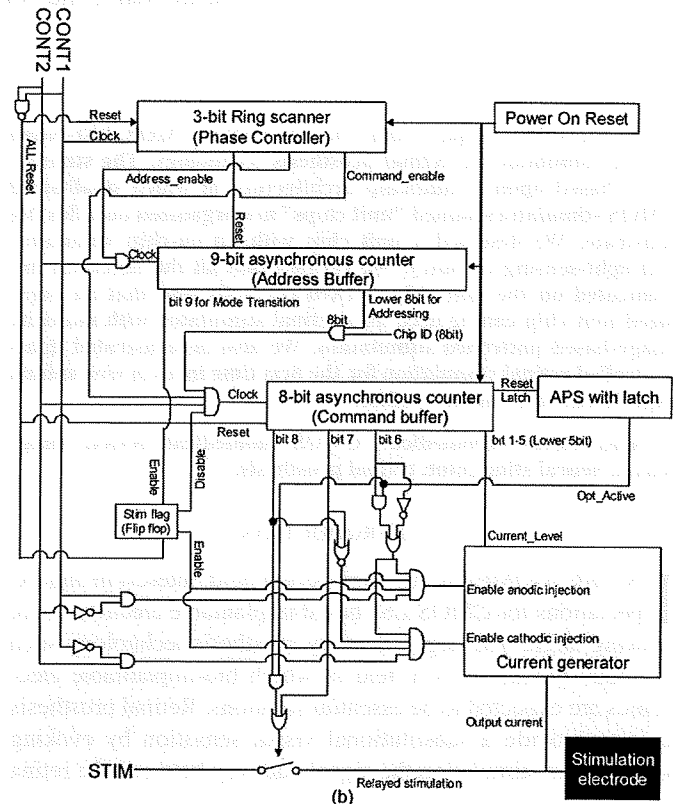 CONT1
CONT2
Reset
Clock
3-bit Ring scanner
(Phase Controller)
Power On Reset
ALL Reset
Address_enable
Command_enable
Reset
Clock
9-bit asynchronous counter
(Address Buffer)
bit 9 for Mode Transition
Lower 8bit for
Addressing
8bit
Chip ID (8bit)
Clock
8-bit asynchronous counter
(Command buffer)
Reset
Latch
APS with latch
Reset
bit 8
bit 7
bit 6
bit 1-5 (Lower 5bit)
Enable
Disable
Opt_Active
Stim flag
(Flip flop)
Enable
Current_Level
Enable anodic injection
Enable cathodic injection
Current generator
Output current
STIM
Relayed stimulation
Stimulation
electrode
(b)